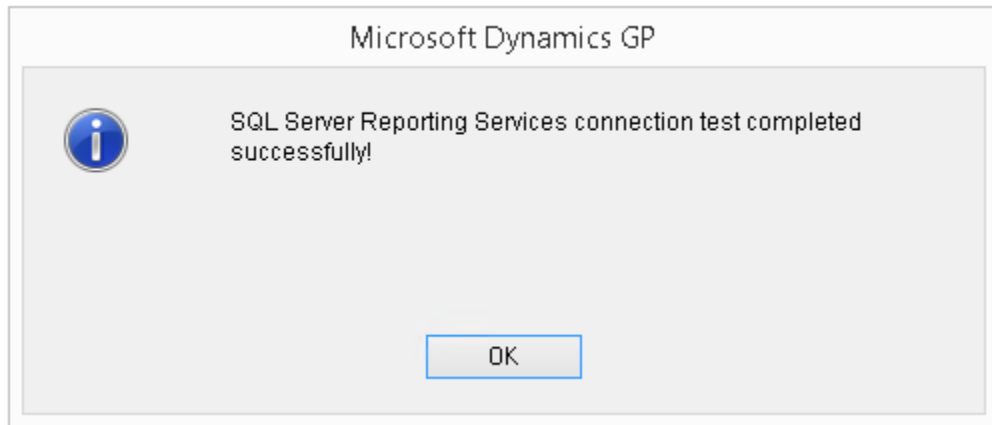 Microsoft Dynamics GP
SQL Server Reporting Services connection test completed
successfully!
OK